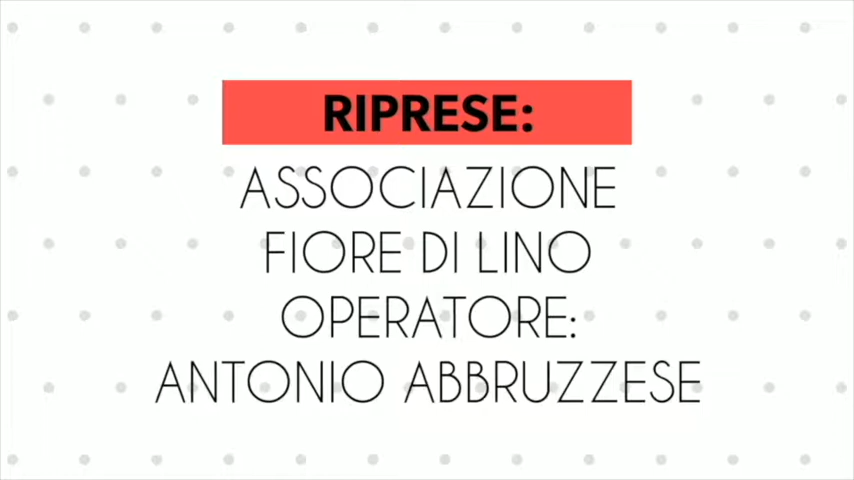 RIPRESE:
ASSOCIAZIONE
FIORE DI LINO
OPERATORE:
ANTONIO ABBRUZZESE